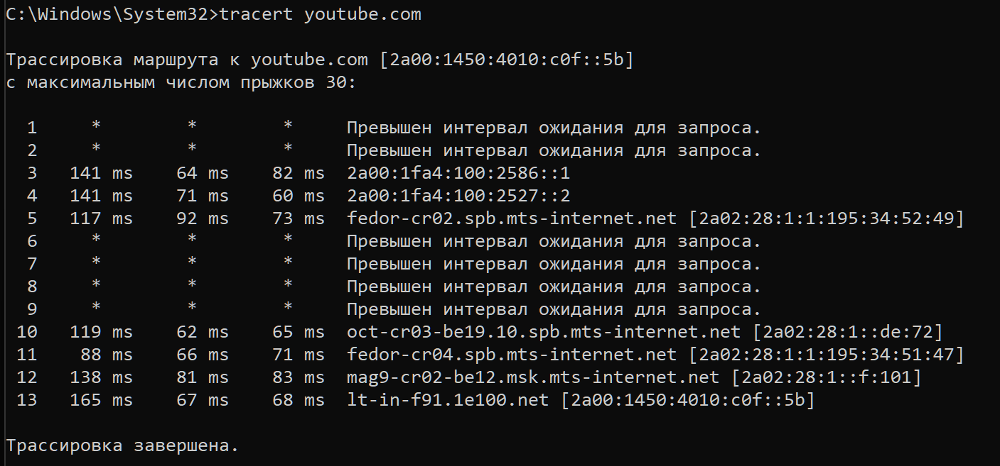 C:\Windows\System32>tracert youtube.com
Трассировка маршрута к youtube.com [2a00:1450:4010:c0f::5b]
с максимальным числом прыжков 30:
1 * * * Превышен интервал ожидания для запроса.
2 * * * Превышен интервал ожидания для запроса.
3 141 ms 64 ms 82 ms 2a00:1fa4:100:2586::1
4 141 ms 71 ms 60 ms 2a00:1fa4:100:2527::2
5 117 ms 92 ms 73 ms fedor-cr02.spb.mts-internet.net [2a02:28:1:1:195:34:52:49]
6 * * * Превышен интервал ожидания для запроса.
7 * * * Превышен интервал ожидания для запроса.
8 * * * Превышен интервал ожидания для запроса.
9 * * * Превышен интервал ожидания для запроса.
10 119 ms 62 ms 65 ms oct-cr03-be19.10.spb.mts-internet.net [2a02:28:1::de:72]
11 88 ms 66 ms 71 ms fedor-cr04.spb.mts-internet.net [2a02:28:1:1:195:34:51:47]
12 138 ms 81 ms 83 ms mag9-cr02-be12.msk.mts-internet.net [2a02:28:1::f:101]
13 165 ms 67 ms 68 ms lt-in-f91.1e100.net [2a00:1450:4010:c0f::5b]
Трассировка завершена.